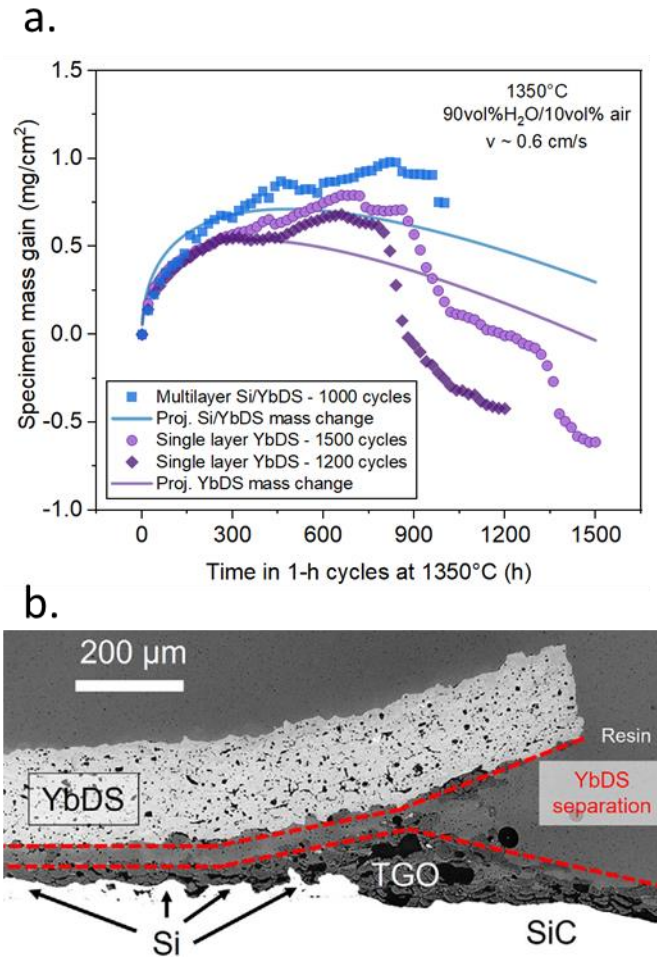 a.
1.5
1.0
0.5
0.0
-0.5
-1.0
Specimen mass gain (mg/cm²)
1350°C
90vol%H₂O/10vol% air
v ~ 0.6 cm/s
Multilayer Si/YbDS - 1000 cycles
Proj. Si/YbDS mass change
Single layer YbDS - 1500 cycles
Single layer YbDS - 1200 cycles
Proj. YbDS mass change
0 300 600 900 1200 1500
Time in 1-h cycles at 1350°C (h)
b.
200 µm
Resin
YbDS
YbDS
separation
TGO
Si
SiC